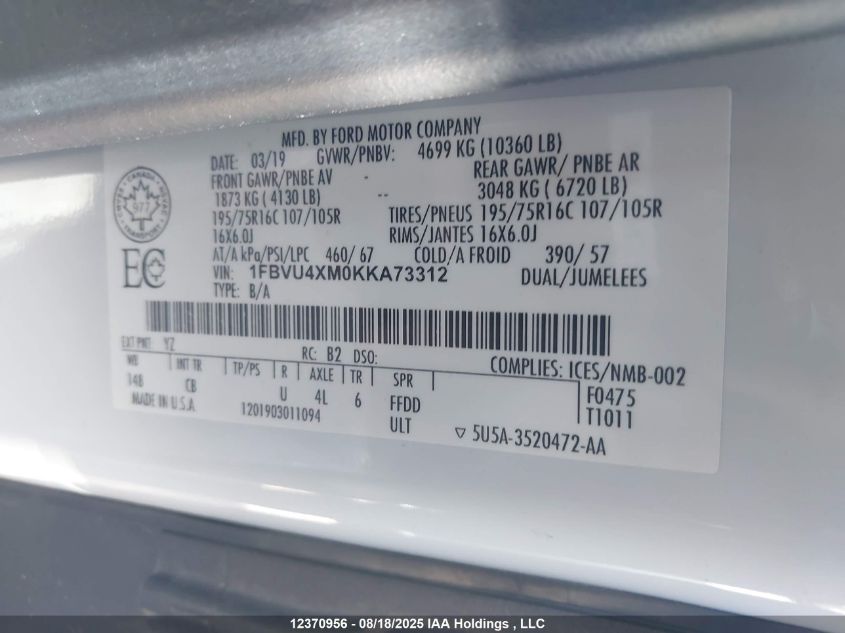 MFD. BY FORD MOTOR COMPANY
DATE: 03/19 GVWR/PNBV: 4699 KG (10360 LB)
FRONT GAWR/PNBE AV - REAR GAWR/ PNBE AR
1873 KG ( 4130 LB) -- 3048 KG ( 6720 LB)
195/75R16C 107/105R TIRES/PNEUS 195/75R16C 107/105R
16X6.0J RIMS/JANTES 16X6.0J
AT/A kPa/PSI/LPC 460/ 67 COLD/A FROID 390/ 57
VIN: 1FBVU4XM0KKA73312 DUAL/JUMELEES
TYPE: B/A
CANADA
TRANSPORT
977
EC
EXT PNT YZ RC: B2 DSO: COMPLIES: ICES/NMB-002
WB INT TR TP/PS R AXLE TR SPR F0475
148 CB U 4L 6 FFDD T1011
MADE IN U.S.A 1201903011094 ULT ▽ 5U5A-3520472-AA
12370956 - 08/18/2025 IAA Holdings , LLC